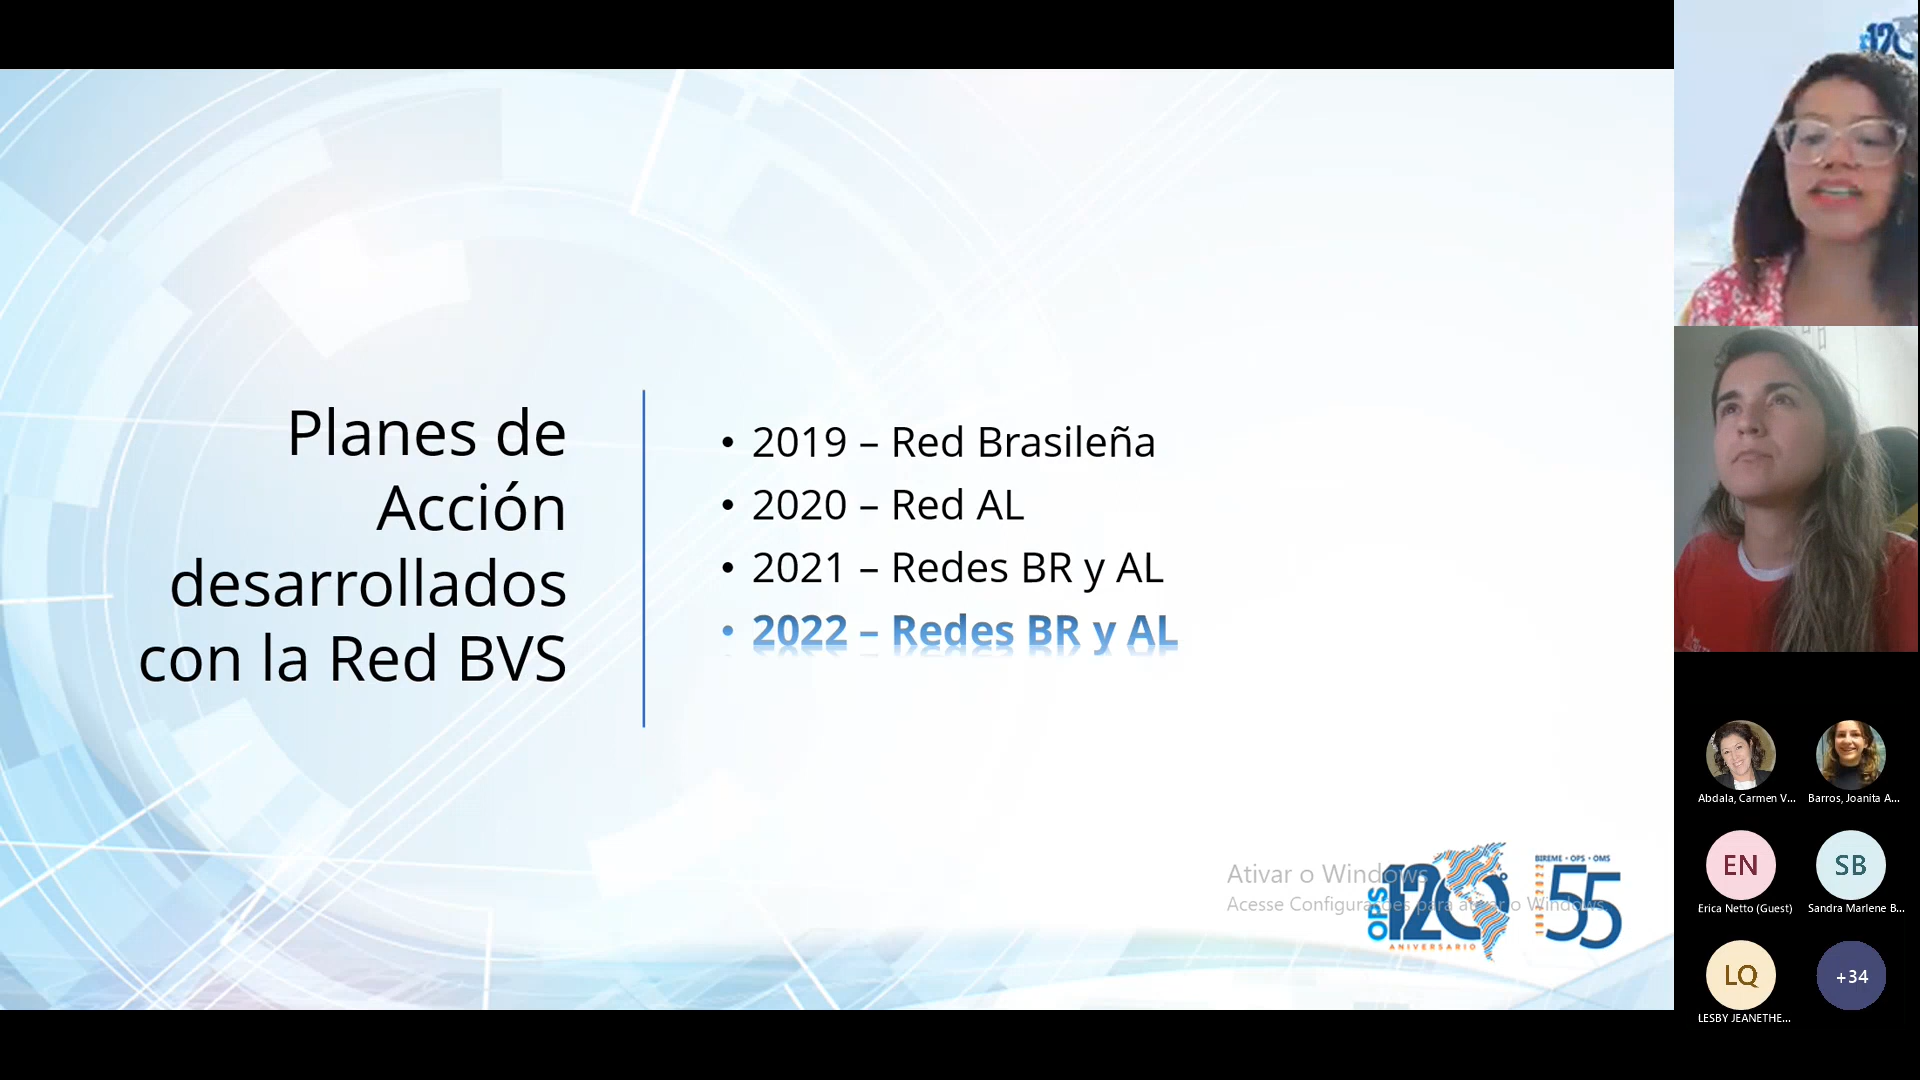 Planes de
Acción
desarrollados
con la Red BVS
• 2019 – Red Brasileña
• 2020 – Red AL
• 2021 – Redes BR y AL
• 2022 – Redes BR y AL
Ativar o Windows
Acesse Configurações para ativar o Windows.
OPS
120
ANIVERSARIO
BIREME • OPS • OMS
55
120
Abdala, Carmen V...
Barros, Joanita A...
EN
SB
Erica Netto (Guest)
Sandra Marlene B...
LQ
+34
LESBY JEANETHE...